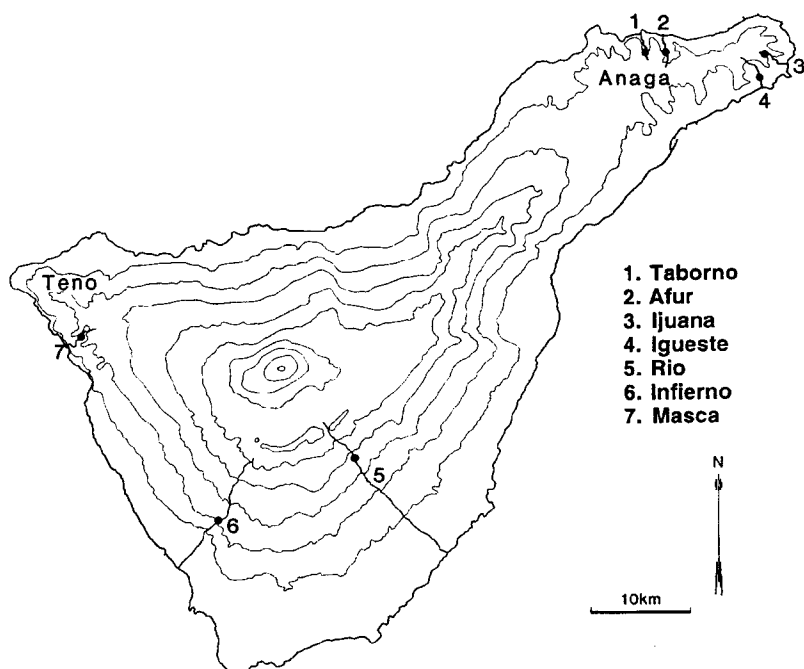 1 2
Anaga
3
4
Teno
7
1. Taborno
2. Afur
3. Ijuana
4. Igueste
5. Rio
6. Infierno
7. Masca
5
6
N
10km